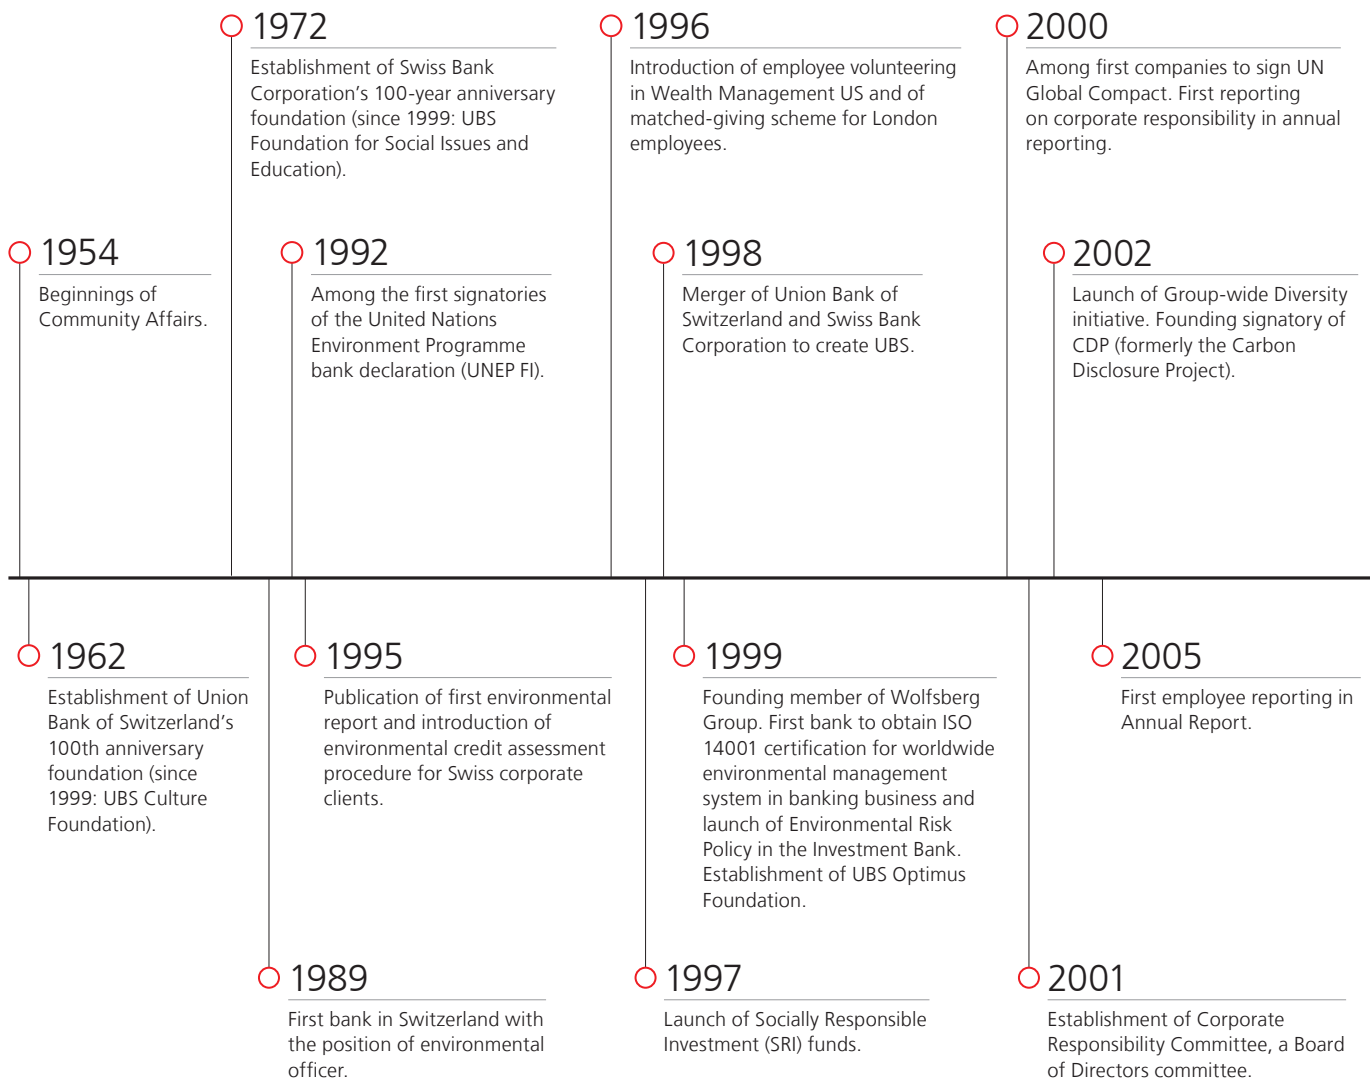 1972
Establishment of Swiss Bank
Corporation's 100-year anniversary
foundation (since 1999: UBS
Foundation for Social Issues and
Education).
1996
Introduction of employee volunteering
in Wealth Management US and of
matched-giving scheme for London
employees.
2000
Among first companies to sign UN
Global Compact. First reporting
on corporate responsibility in annual
reporting.
1954
Beginnings of
Community Affairs.
1992
Among the first signatories
of the United Nations
Environment Programme
bank declaration (UNEP FI).
1998
Merger of Union Bank of
Switzerland and Swiss Bank
Corporation to create UBS.
2002
Launch of Group-wide Diversity
initiative. Founding signatory of
CDP (formerly the Carbon
Disclosure Project).
1962
Establishment of Union
Bank of Switzerland's
100th anniversary
foundation (since
1999: UBS Culture
Foundation).
1995
Publication of first environmental
report and introduction of
environmental credit assessment
procedure for Swiss corporate
clients.
1999
Founding member of Wolfsberg
Group. First bank to obtain ISO
14001 certification for worldwide
environmental management
system in banking business and
launch of Environmental Risk
Policy in the Investment Bank.
Establishment of UBS Optimus
Foundation.
2005
First employee reporting in
Annual Report.
1989
First bank in Switzerland with
the position of environmental
officer.
1997
Launch of Socially Responsible
Investment (SRI) funds.
2001
Establishment of Corporate
Responsibility Committee, a Board
of Directors committee.